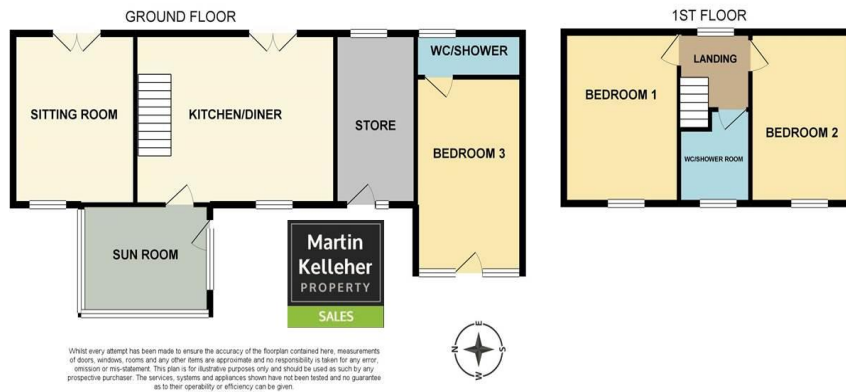 GROUND FLOOR
WC/SHOWER
SITTING ROOM
KITCHEN/DINER
STORE
BEDROOM 3
SUN ROOM
1ST FLOOR
LANDING
BEDROOM 1
BEDROOM 2
WC/SHOWER ROOM
Martin
Kelleher
PROPERTY
SALES
N
E
S
W
Whilst every attempt has been made to ensure the accuracy of the floorplan contained here, measurements
of doors, windows, rooms and any other items are approximate and no responsibility is taken for any error,
omission or mis-statement. This plan is for illustrative purposes only and should be used as such by any
prospective purchaser. The services, systems and appliances shown have not been tested and no guarantee
as to their operability or efficiency can be given.